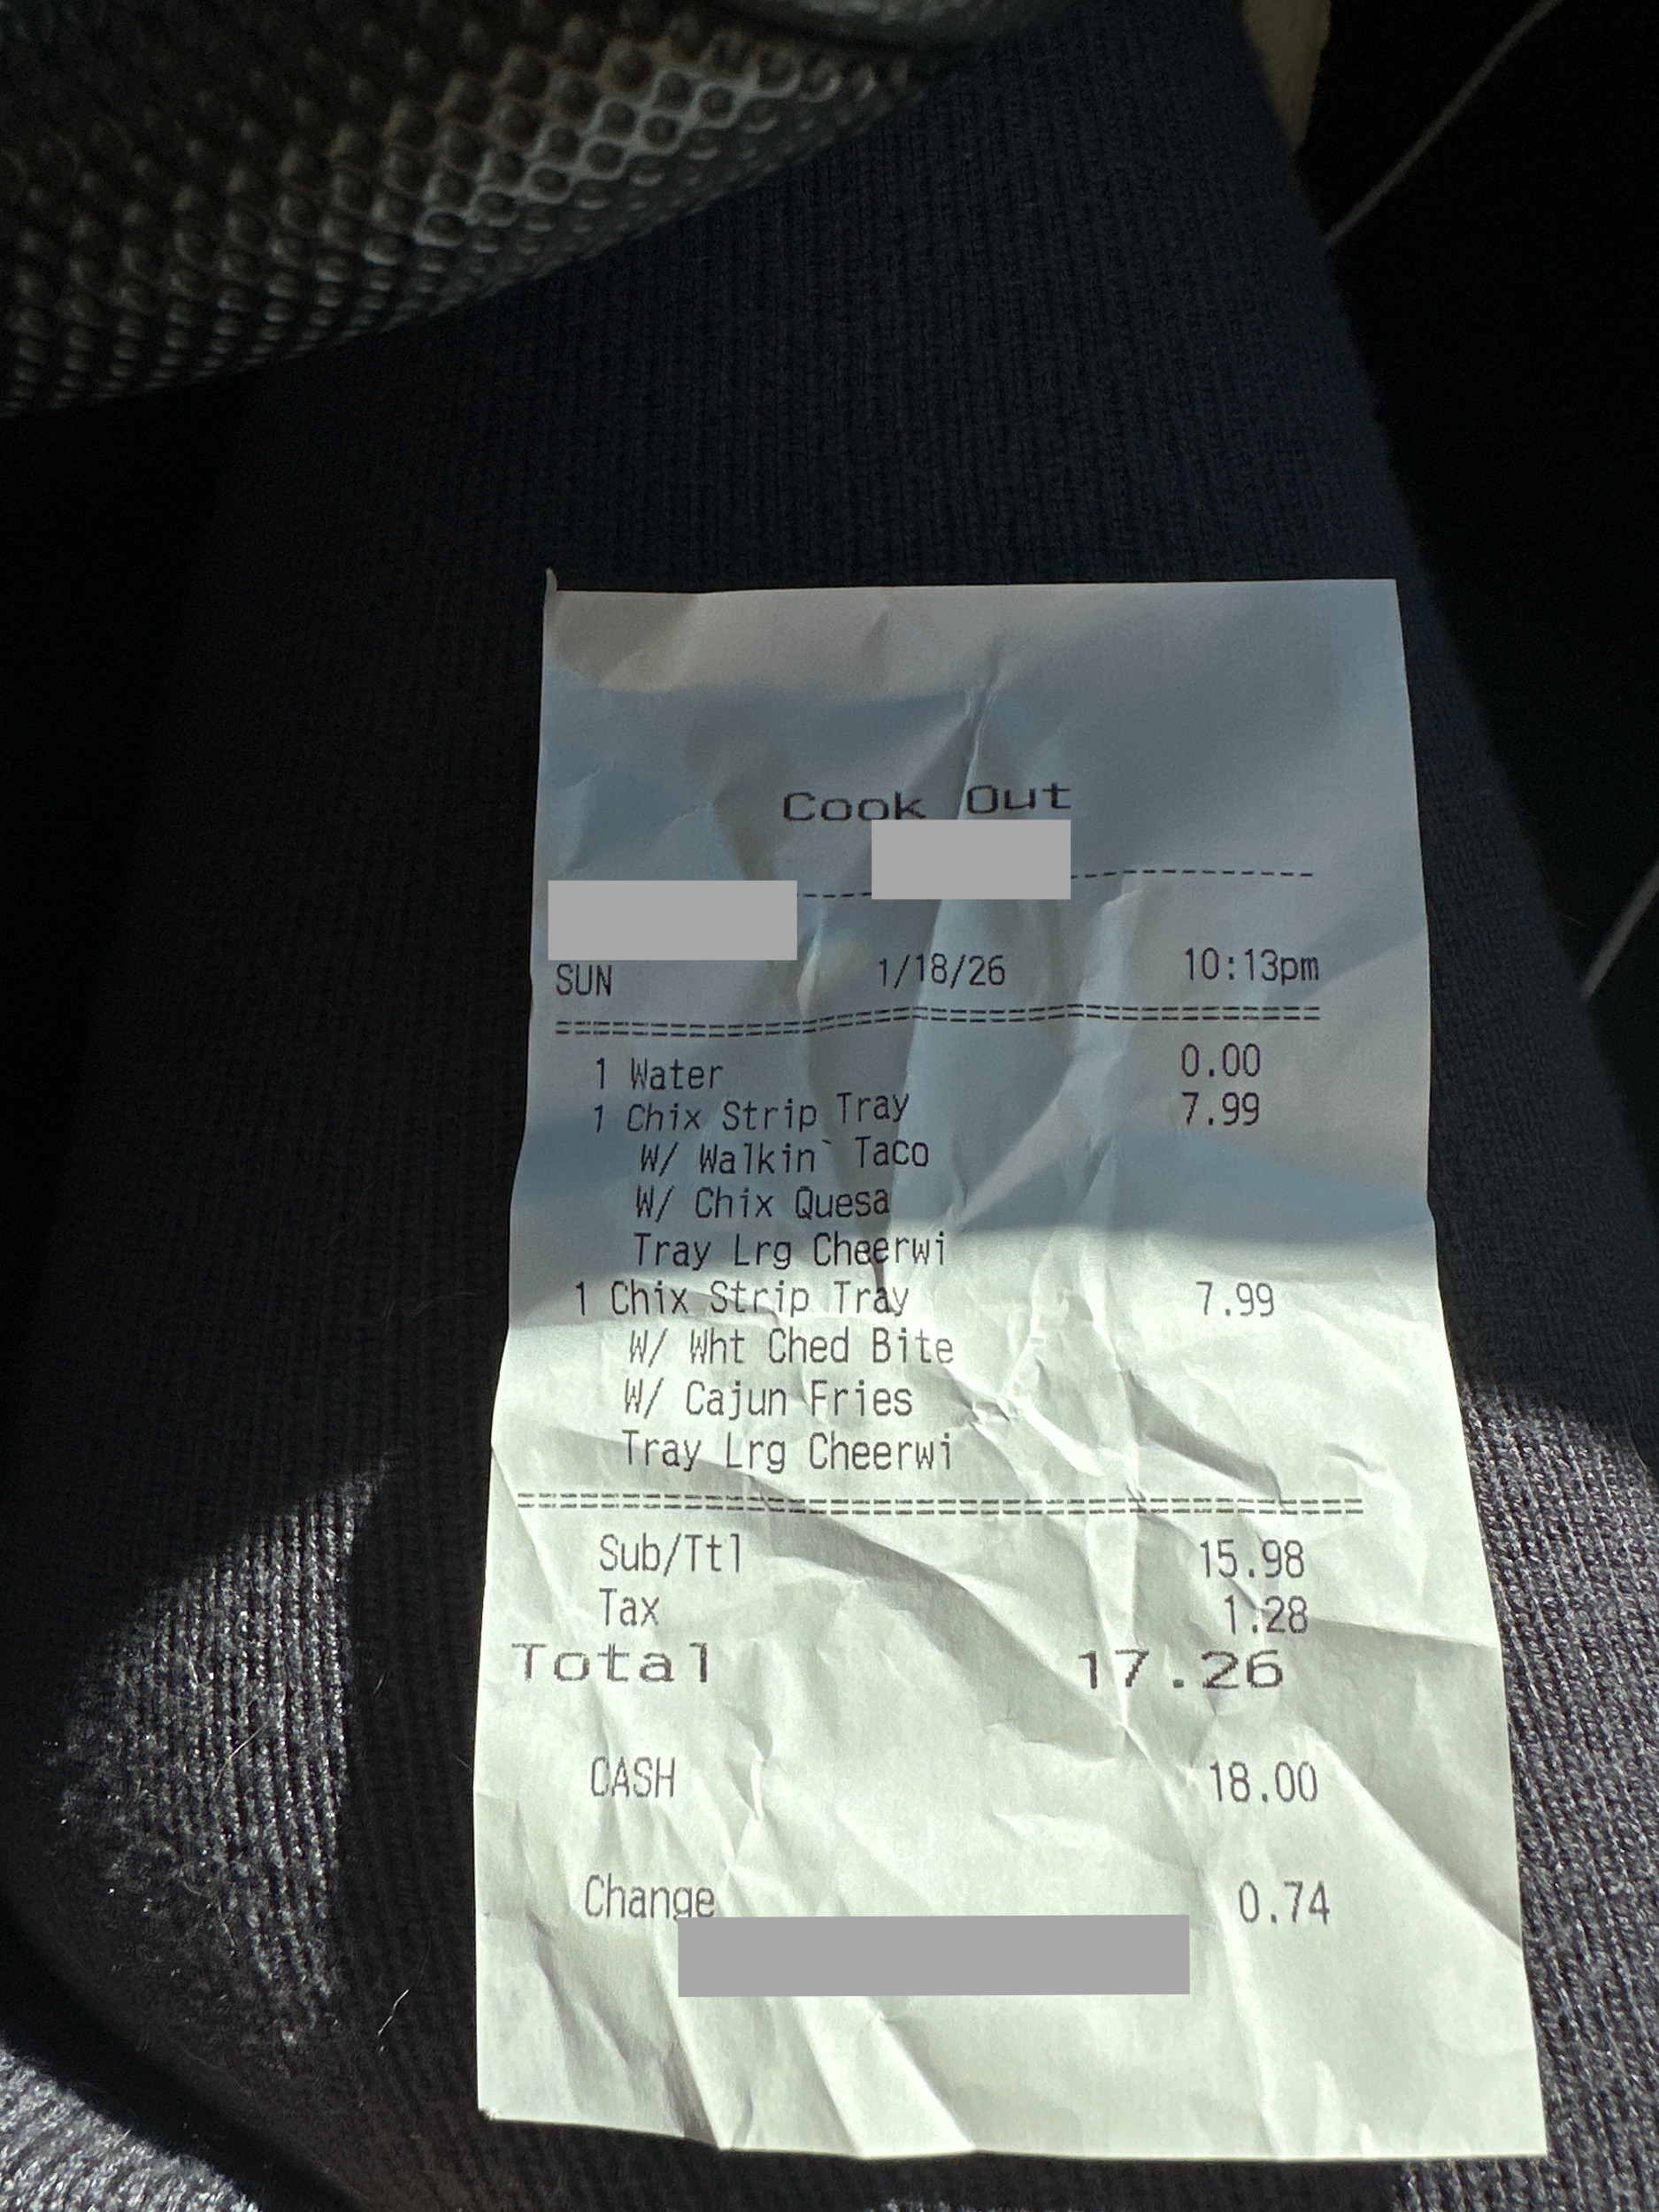 Cook Out
--------------------
SUN 1/18/26 10:13pm
========================================
1 Water 0.00
1 Chix Strip Tray 7.99
W/ Walkin` Taco
W/ Chix Quesa
Tray Lrg Cheerwi
1 Chix Strip Tray 7.99
W/ Wht Ched Bite
W/ Cajun Fries
Tray Lrg Cheerwi
========================================
Sub/Ttl 15.98
Tax 1.28
Total 17.26
CASH 18.00
Change 0.74